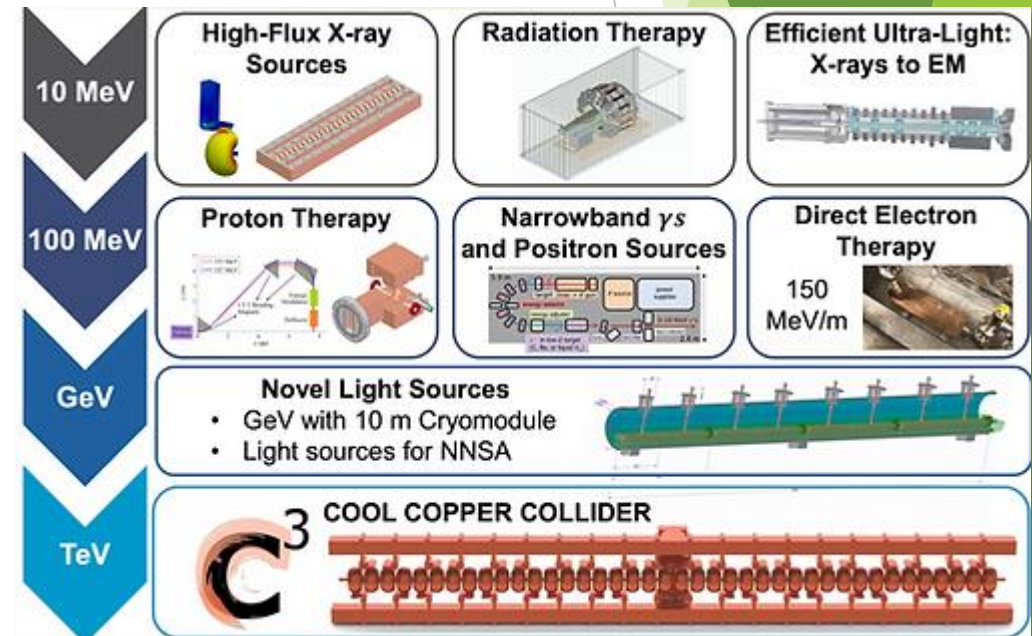 10 MeV
High-Flux X-ray
Sources
Radiation Therapy
Efficient Ultra-Light:
X-rays to EM
100 MeV
Proton Therapy
Narrowband γs
and Positron Sources
Direct Electron
Therapy
150
MeV/m
GeV
Novel Light Sources
• GeV with 10 m Cryomodule
• Light sources for NNSA
TeV
C3 COOL COPPER COLLIDER